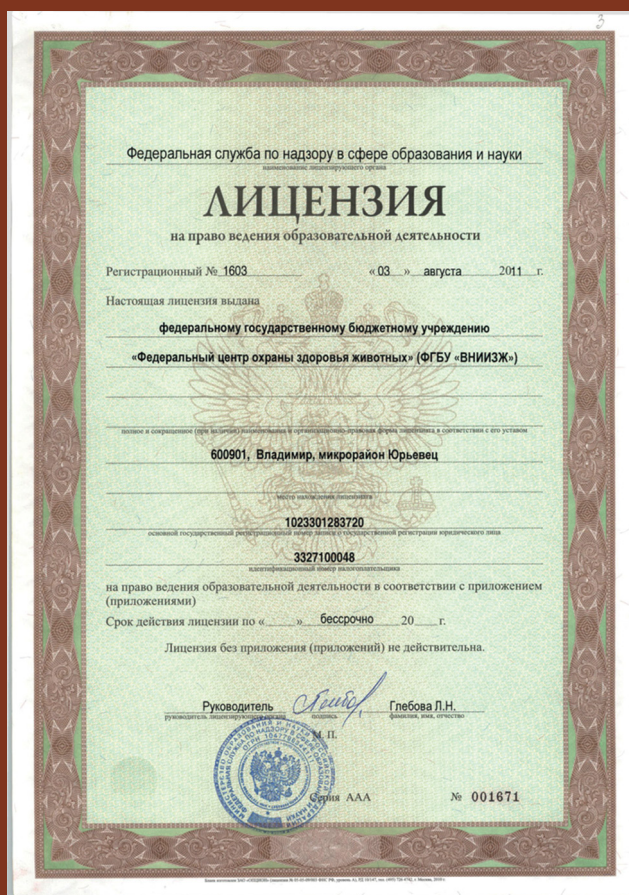 3
Федеральная служба по надзору в сфере образования и науки
наименование лицензирующего органа
ЛИЦЕНЗИЯ
на право ведения образовательной деятельности
Регистрационный № 1603 « 03 » августа 2011 г.
Настоящая лицензия выдана
федеральному государственному бюджетному учреждению
«Федеральный центр охраны здоровья животных» (ФГБУ «ВНИИЗЖ»)
полное и сокращенное (при наличии) наименования и организационно-правовая форма лицензиата в соответствии с его уставом
600901, Владимир, микрорайон Юрьевец
место нахождения лицензиата
1023301283720
основной государственный регистрационный номер записи о государственной регистрации юридического лица
3327100048
идентификационный номер налогоплательщика
на право ведения образовательной деятельности в соответствии с приложением
(приложениями)
Срок действия лицензии по « » бессрочно 20 г.
Лицензия без приложения (приложений) не действительна.
Руководитель Глебова Л.Н.
руководитель лицензирующего органа подпись фамилия, имя, отчество
М. П.
Серия ААА № 001671